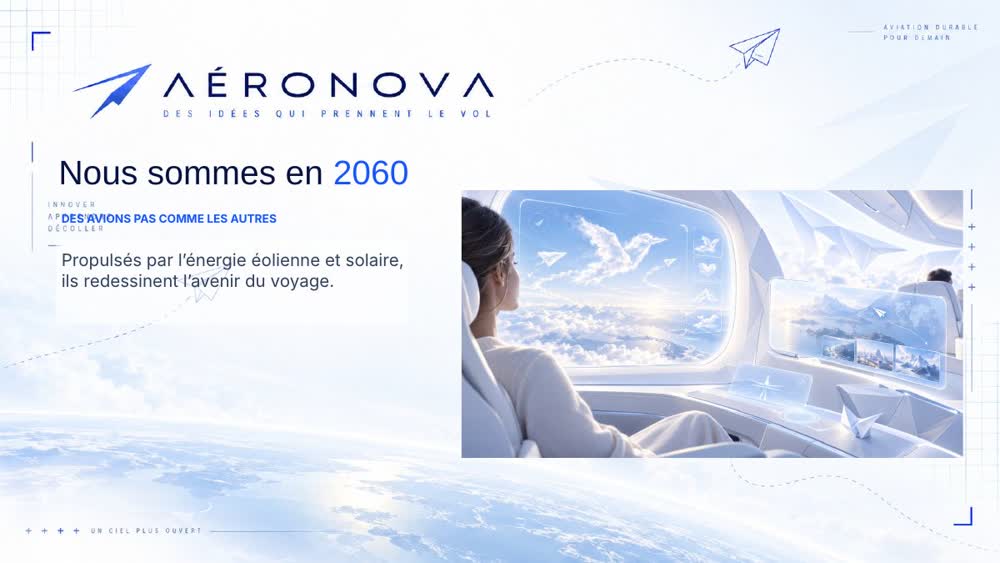 AVIATION DURABLE
POUR DEMAIN
AÉRONOVA
DES IDÉES QUI PRENNENT LE VOL
Nous sommes en 2060
INNOVER
DÉCOLLER
DES AVIONS PAS COMME LES AUTRES
Propulsés par l’énergie éolienne et solaire,
ils redessinent l’avenir du voyage.
UN CIEL PLUS OUVERT